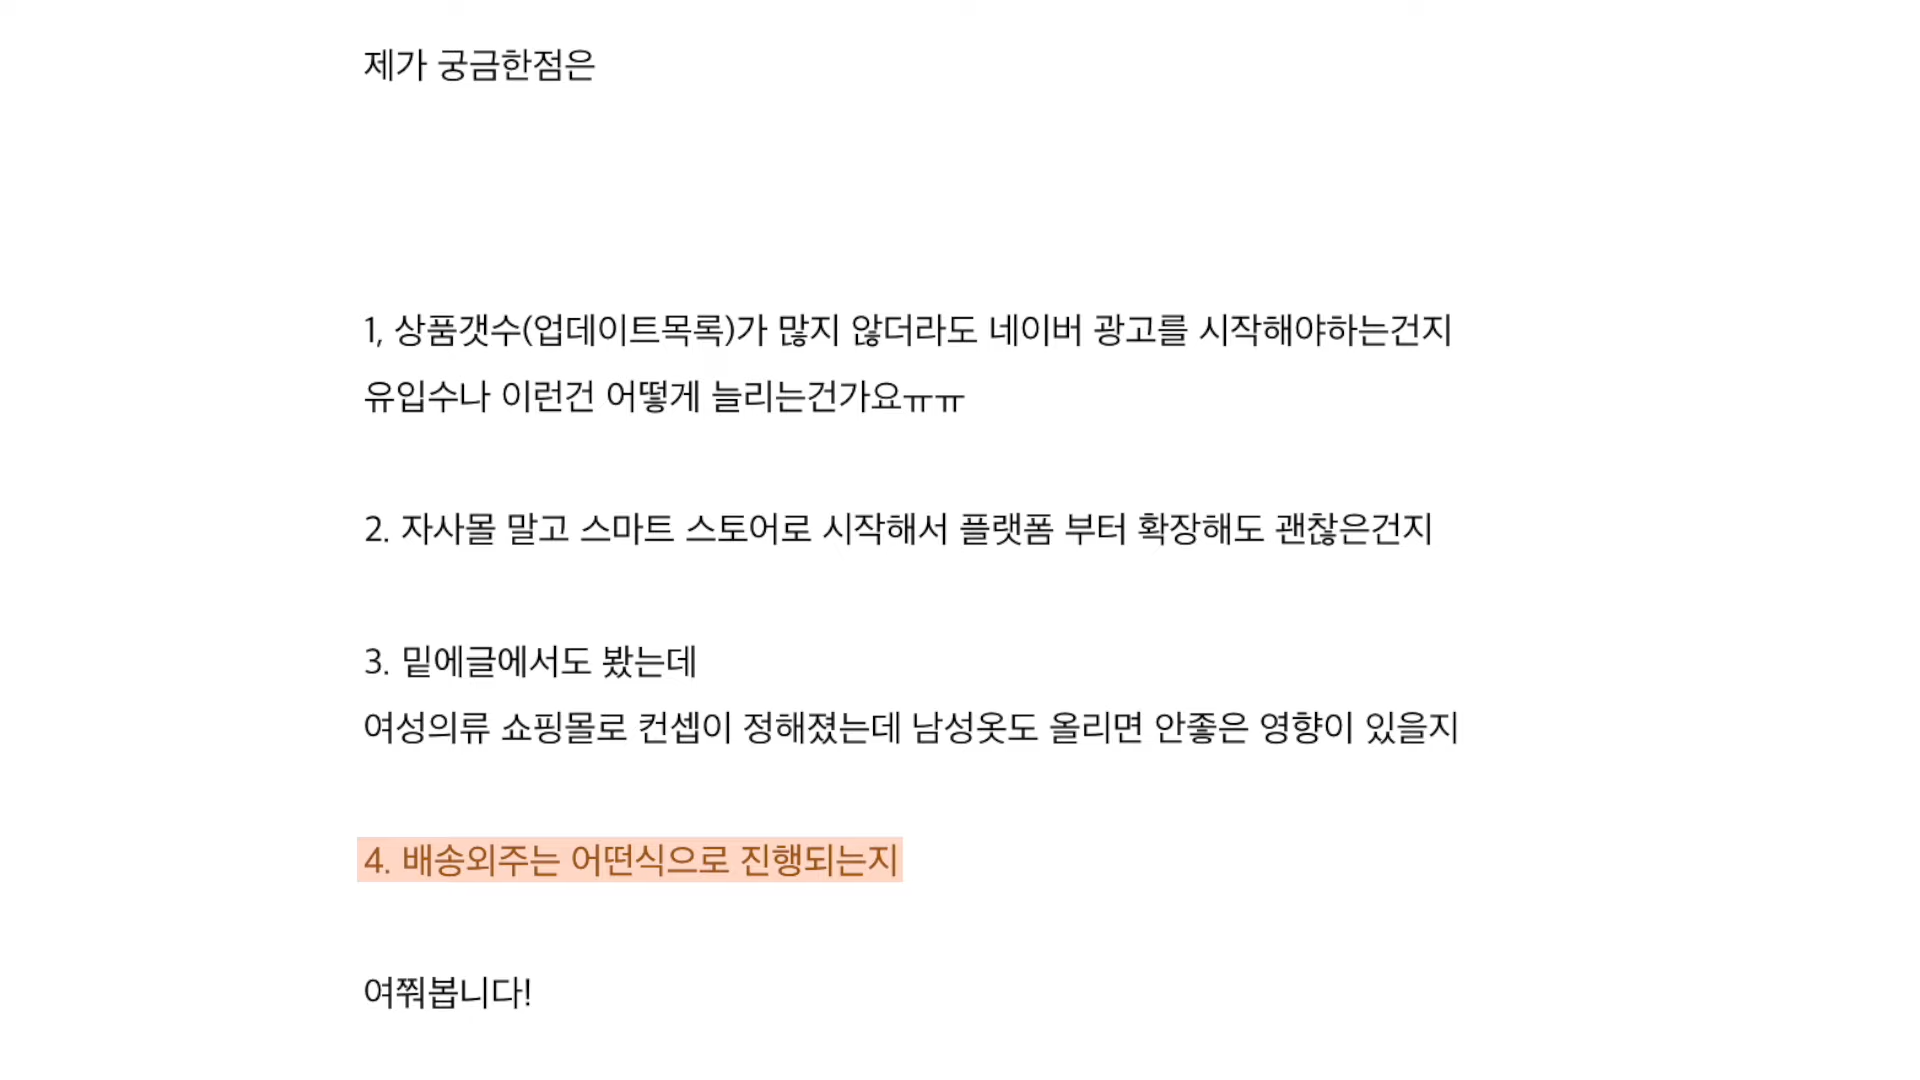 제가 궁금한점은
1, 상품갯수(업데이트목록)가 많지 않더라도 네이버 광고를 시작해야하는건지
유입수나 이런건 어떻게 늘리는건가요ㅠㅠ
2. 자사몰 말고 스마트 스토어로 시작해서 플랫폼 부터 확장해도 괜찮은건지
3. 밑에글에서도 봤는데
여성의류 쇼핑몰로 컨셉이 정해졌는데 남성옷도 올리면 안좋은 영향이 있을지
4. 배송외주는 어떤식으로 진행되는지
여쭤봅니다!